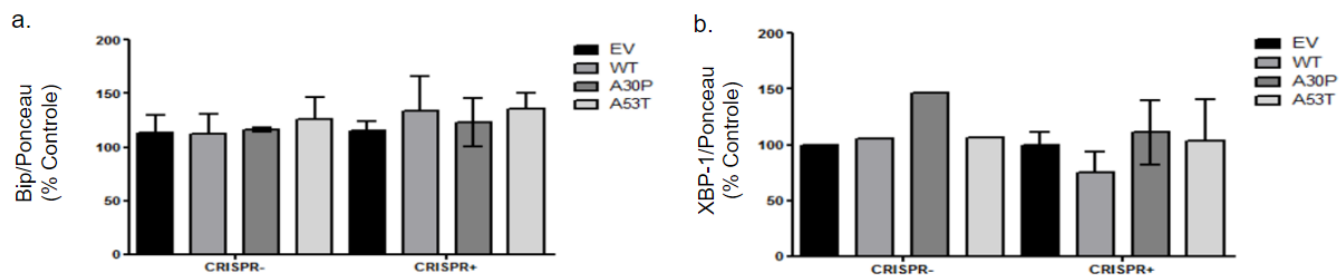 a.
Bip/Ponceau
(% Controle)
200
150
100
50
0
CRISPR-
CRISPR+
EV
WT
A30P
A53T
b.
XBP-1/Ponceau
(% Controle)
200
150
100
50
0
CRISPR-
CRISPR+
EV
WT
A30P
A53T